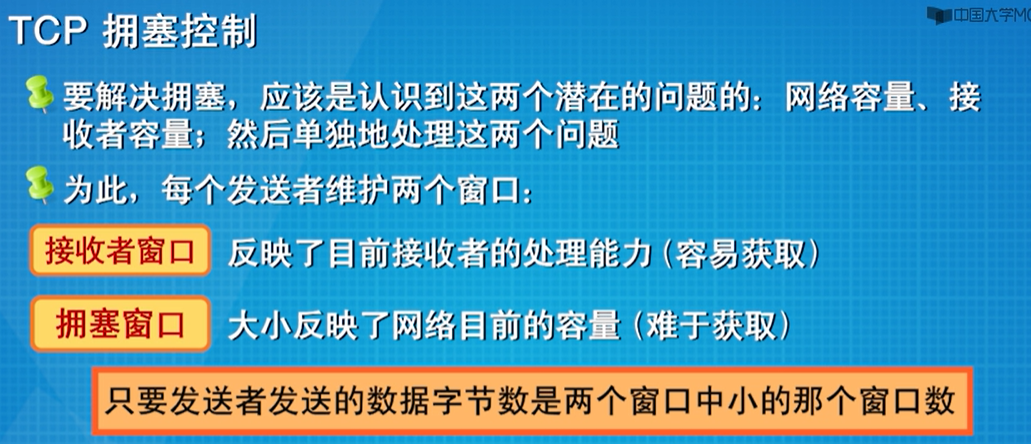 中国大学MO
TCP 拥塞控制
要解决拥塞，应该是认识到这两个潜在的问题的：网络容量、接
收者容量；然后单独地处理这两个问题
为此，每个发送者维护两个窗口：
接收者窗口 反映了目前接收者的处理能力（容易获取）
拥塞窗口 大小反映了网络目前的容量（难于获取）
只要发送者发送的数据字节数是两个窗口中小的那个窗口数